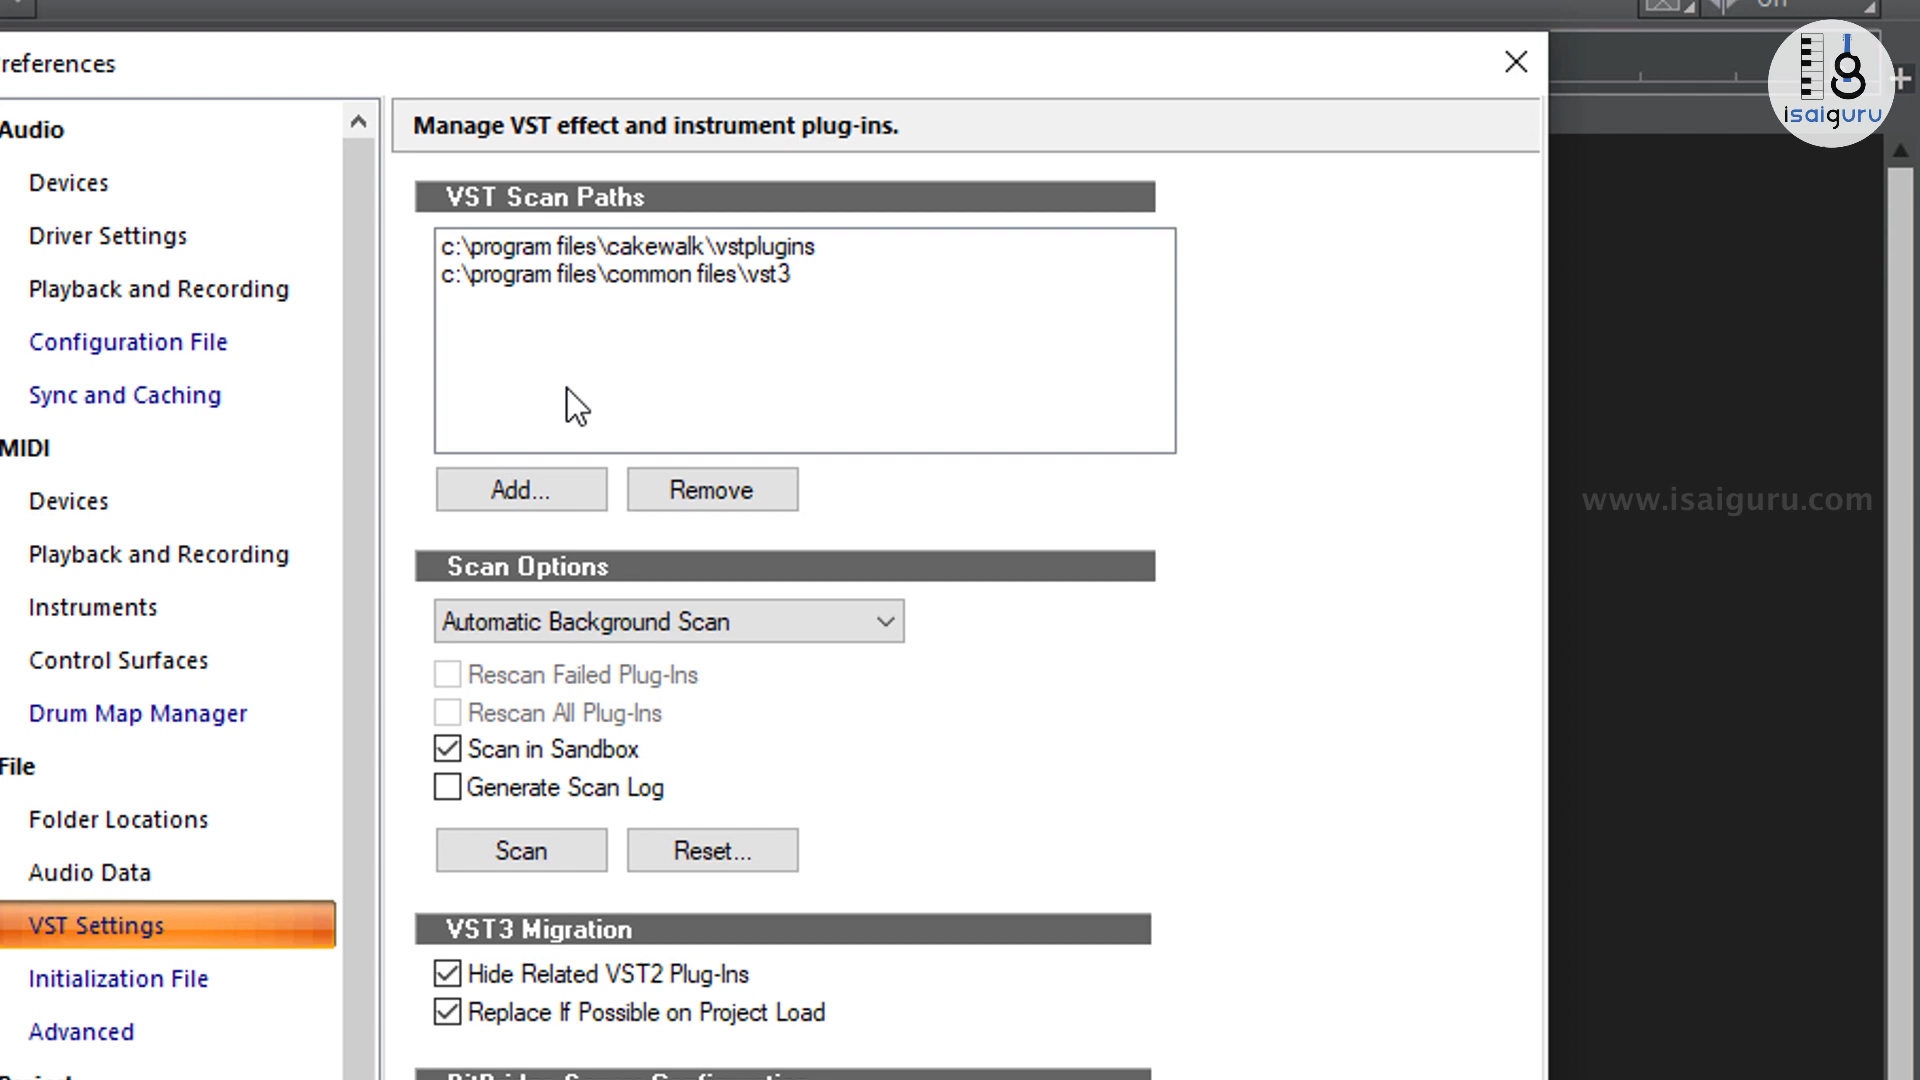 references
isaiguru
Audio
Devices
Driver Settings
Playback and Recording
Configuration File
Sync and Caching
MIDI
Devices
Playback and Recording
Instruments
Control Surfaces
Drum Map Manager
File
Folder Locations
Audio Data
VST Settings
Initialization File
Advanced
Manage VST effect and instrument plug-ins.
VST Scan Paths
c:\program files\cakewalk\vstplugins
c:\program files\common files\vst3
Add...
Remove
Scan Options
Automatic Background Scan
Rescan Failed Plug-Ins
Rescan All Plug-Ins
Scan in Sandbox
Generate Scan Log
Scan
Reset...
VST3 Migration
Hide Related VST2 Plug-Ins
Replace If Possible on Project Load
www.isaiguru.com